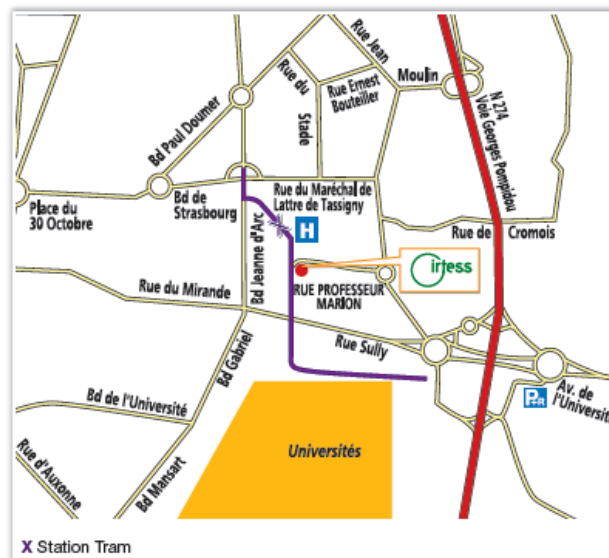 Rue Jean
Moulin
Rue du
Stade
Rue Ernest
Bouteiller
N 274
Voie Georges Pompidou
Bd Paul Doumer
Place du
30 Octobre
Bd de
Strasbourg
Rue du Maréchal de
Lattre de Tassigny
H
Rue de Cromois
Bd Jeanne d'Arc
irtess
RUE PROFESSEUR
MARION
Rue du Mirande
Rue Sully
Bd Gabriel
Bd de l'Université
P+R
Av. de
l'Universit
Rue d'Auxonne
Bd Mansart
Universités
X Station Tram